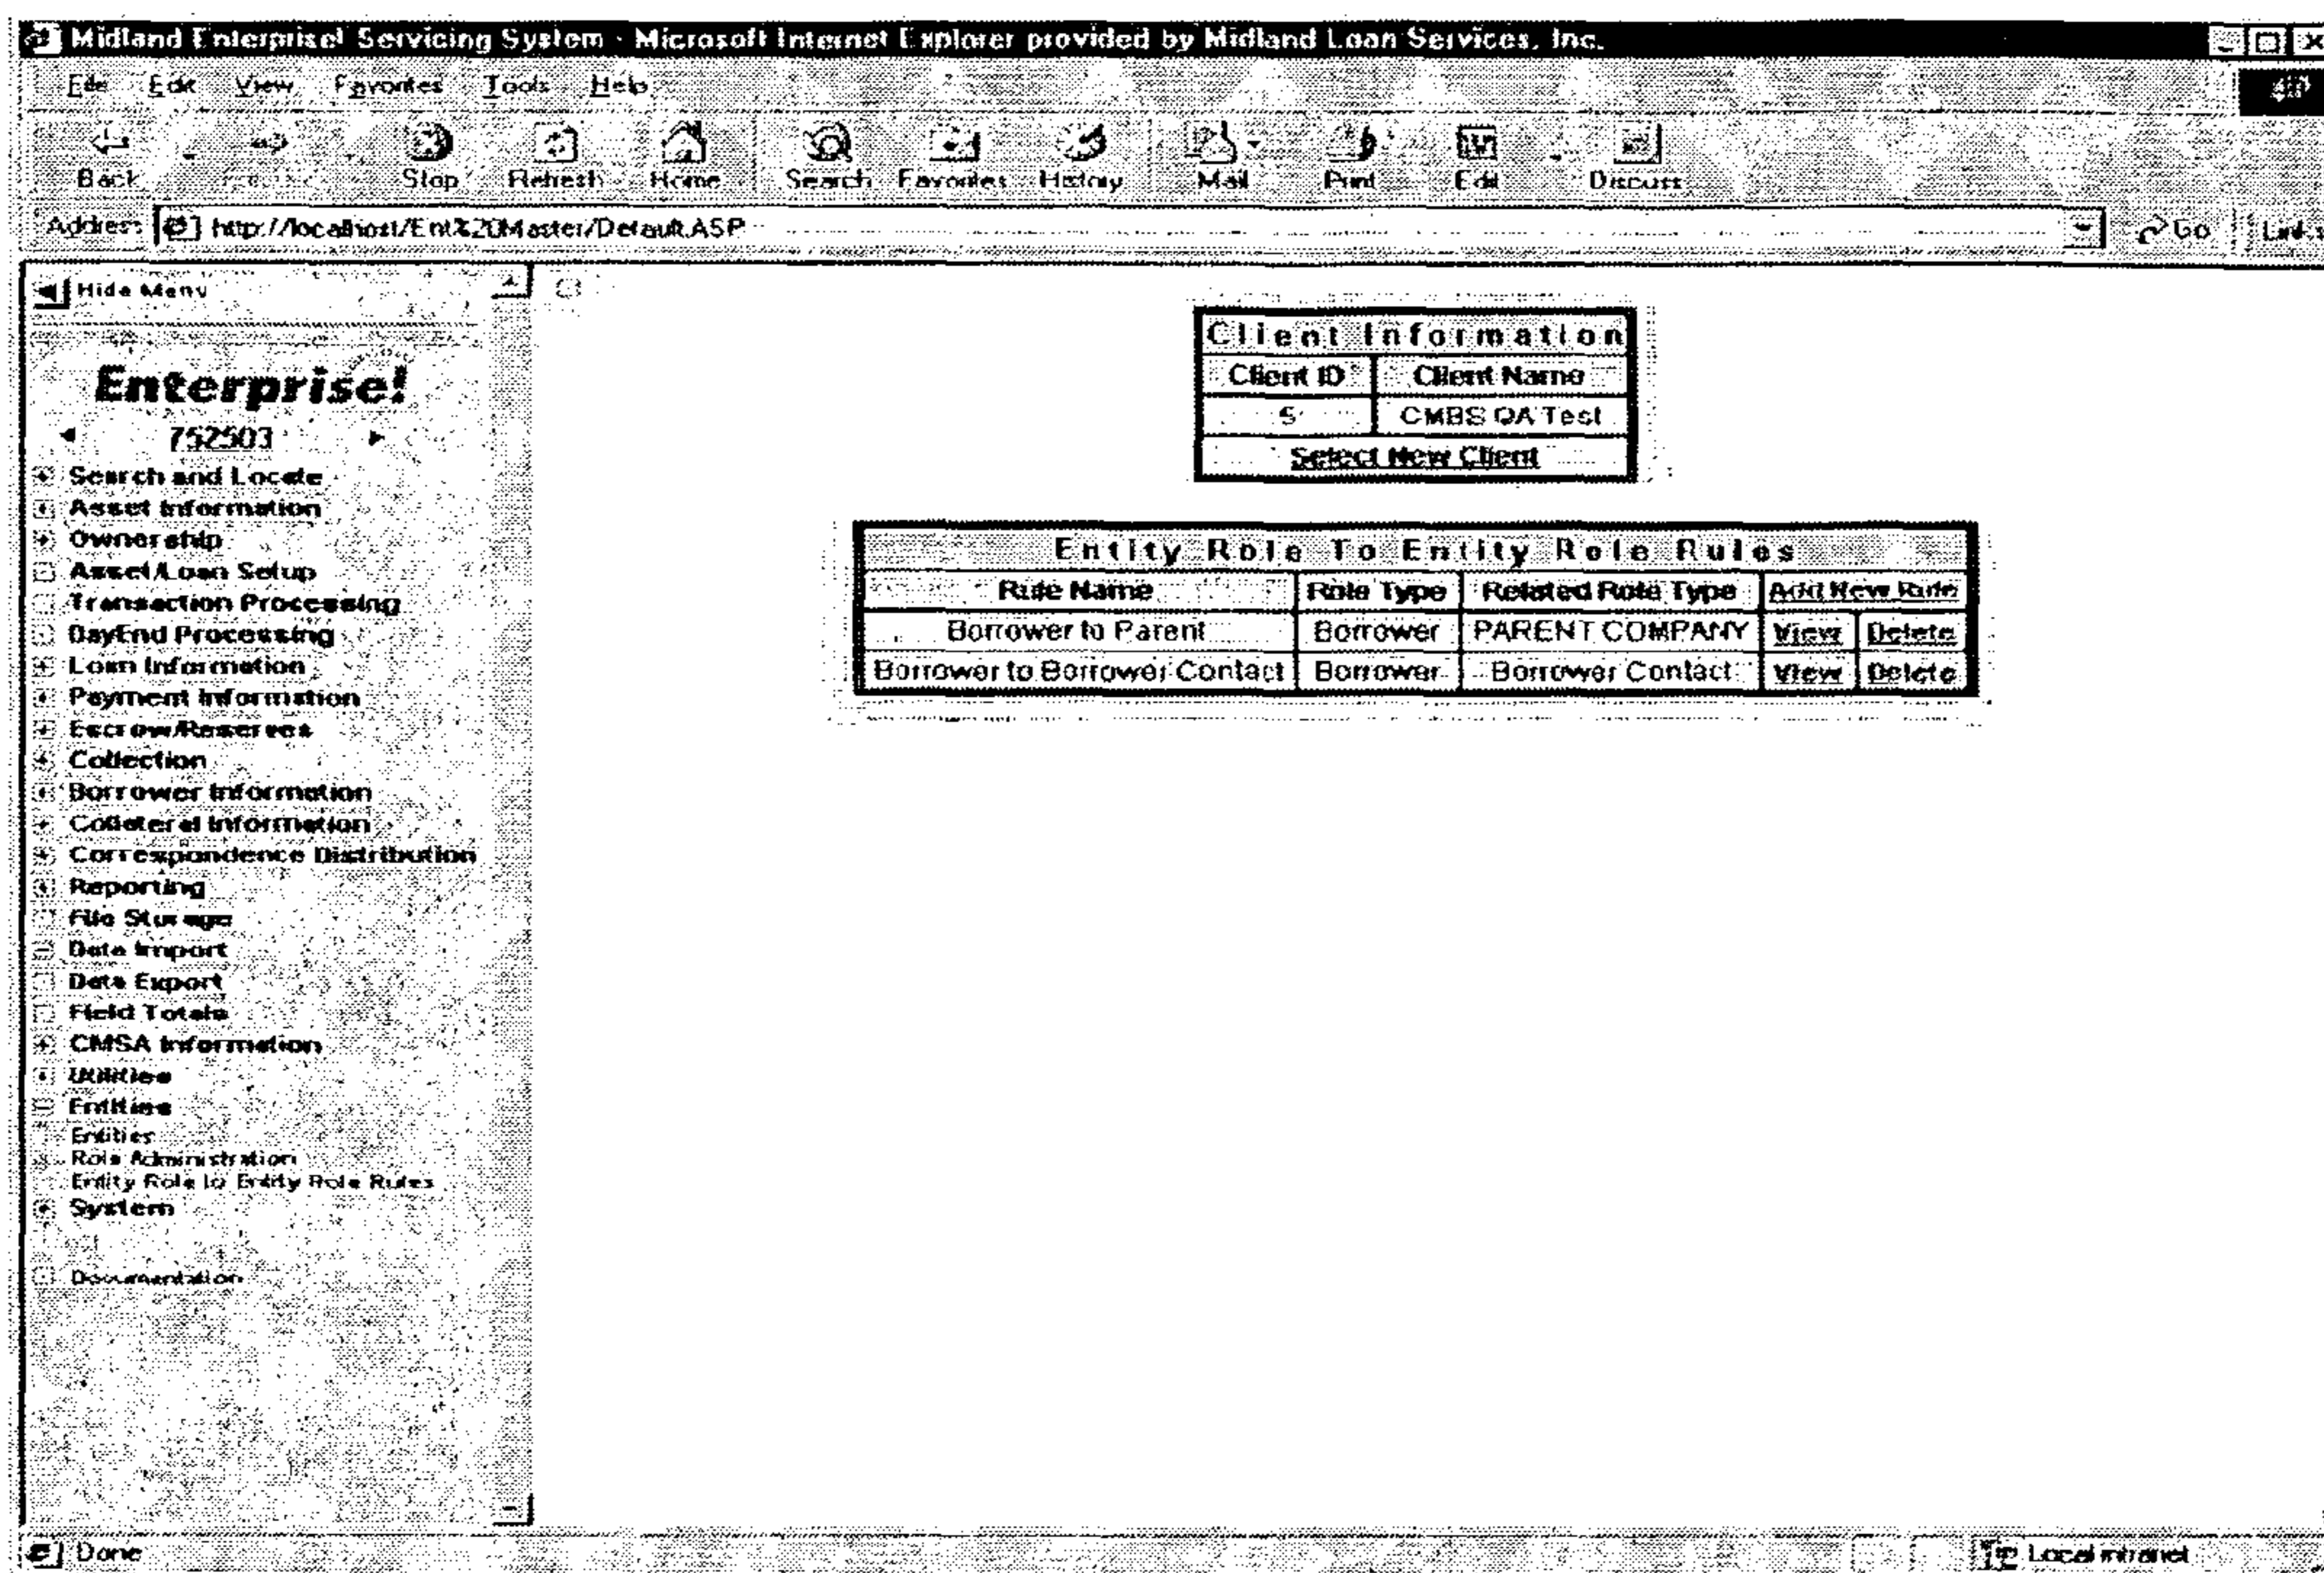 Midland Enterprise! Servicing System - Microsoft Internet Explorer provided by Midland Loan Services, Inc.
File Edit View Favorites Tools Help
Back Stop Refresh Home Search Favorites History Mail Print Edit Discuss
Address http://localhost/Ent%20Master/Default.ASP Go Links
Hide Menu
Enterprise!
752903
Search and Locate
Asset Information
Ownership
Asset/Loan Setup
Transaction Processing
DayEnd Processing
Loan Information
Payment Information
Escrow/Reserves
Collection
Borrower Information
Collateral Information
Correspondence Distribution
Reporting
File Storage
Data Import
Data Export
Field Totals
CMSA Information
Utilities
Entities
Entities
Role Administration
Entity Role to Entity Role Rules
System
Documentation
Client Information
Client ID Client Name
5 CMBS QA Test
Select New Client
Entity Role To Entity Role Rules
Rule Name Role Type Related Role Type Add New Rule
Borrower to Parent Borrower PARENT COMPANY View Delete
Borrower to Borrower Contact Borrower Borrower Contact View Delete
Done Local intranet